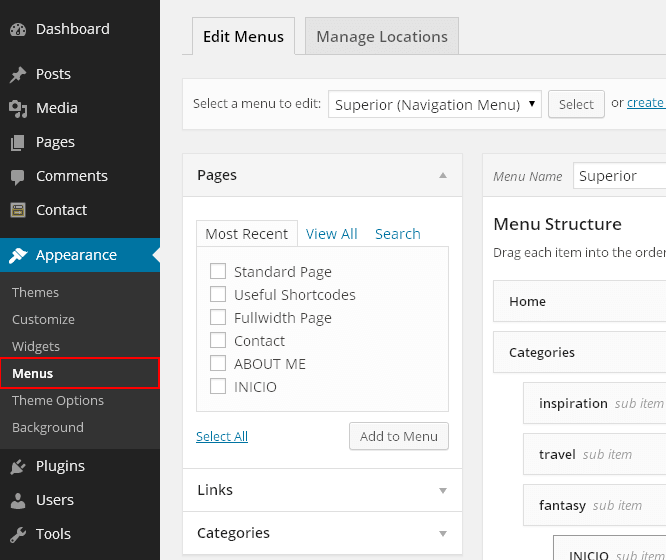 Dashboard
Posts
Media
Pages
Comments
Contact
Appearance
Themes
Customize
Widgets
Menus
Theme Options
Background
Plugins
Users
Tools
Edit Menus
Manage Locations
Select a menu to edit: Superior (Navigation Menu) Select or create
Pages
Most Recent View All Search
Standard Page
Useful Shortcodes
Fullwidth Page
Contact
ABOUT ME
INICIO
Select All Add to Menu
Links
Categories
Menu Name Superior
Menu Structure
Drag each item into the order
Home
Categories
inspiration sub item
travel sub item
fantasy sub item
INICIO sub item